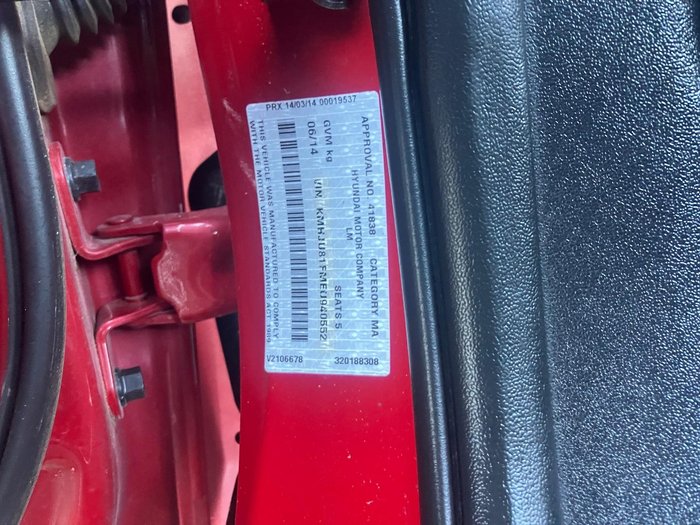 PRX 14/03/14 00019537
APPROVAL NO. 41838 CATEGORY MA
HYUNDAI MOTOR COMPANY
LM
GVM kg SEATS 5
06/14
VIN KMHJU81FMEU940552
THIS VEHICLE WAS MANUFACTURED TO COMPLY
WITH THE MOTOR VEHICLE STANDARDS ACT 1989
V2106678 320188308